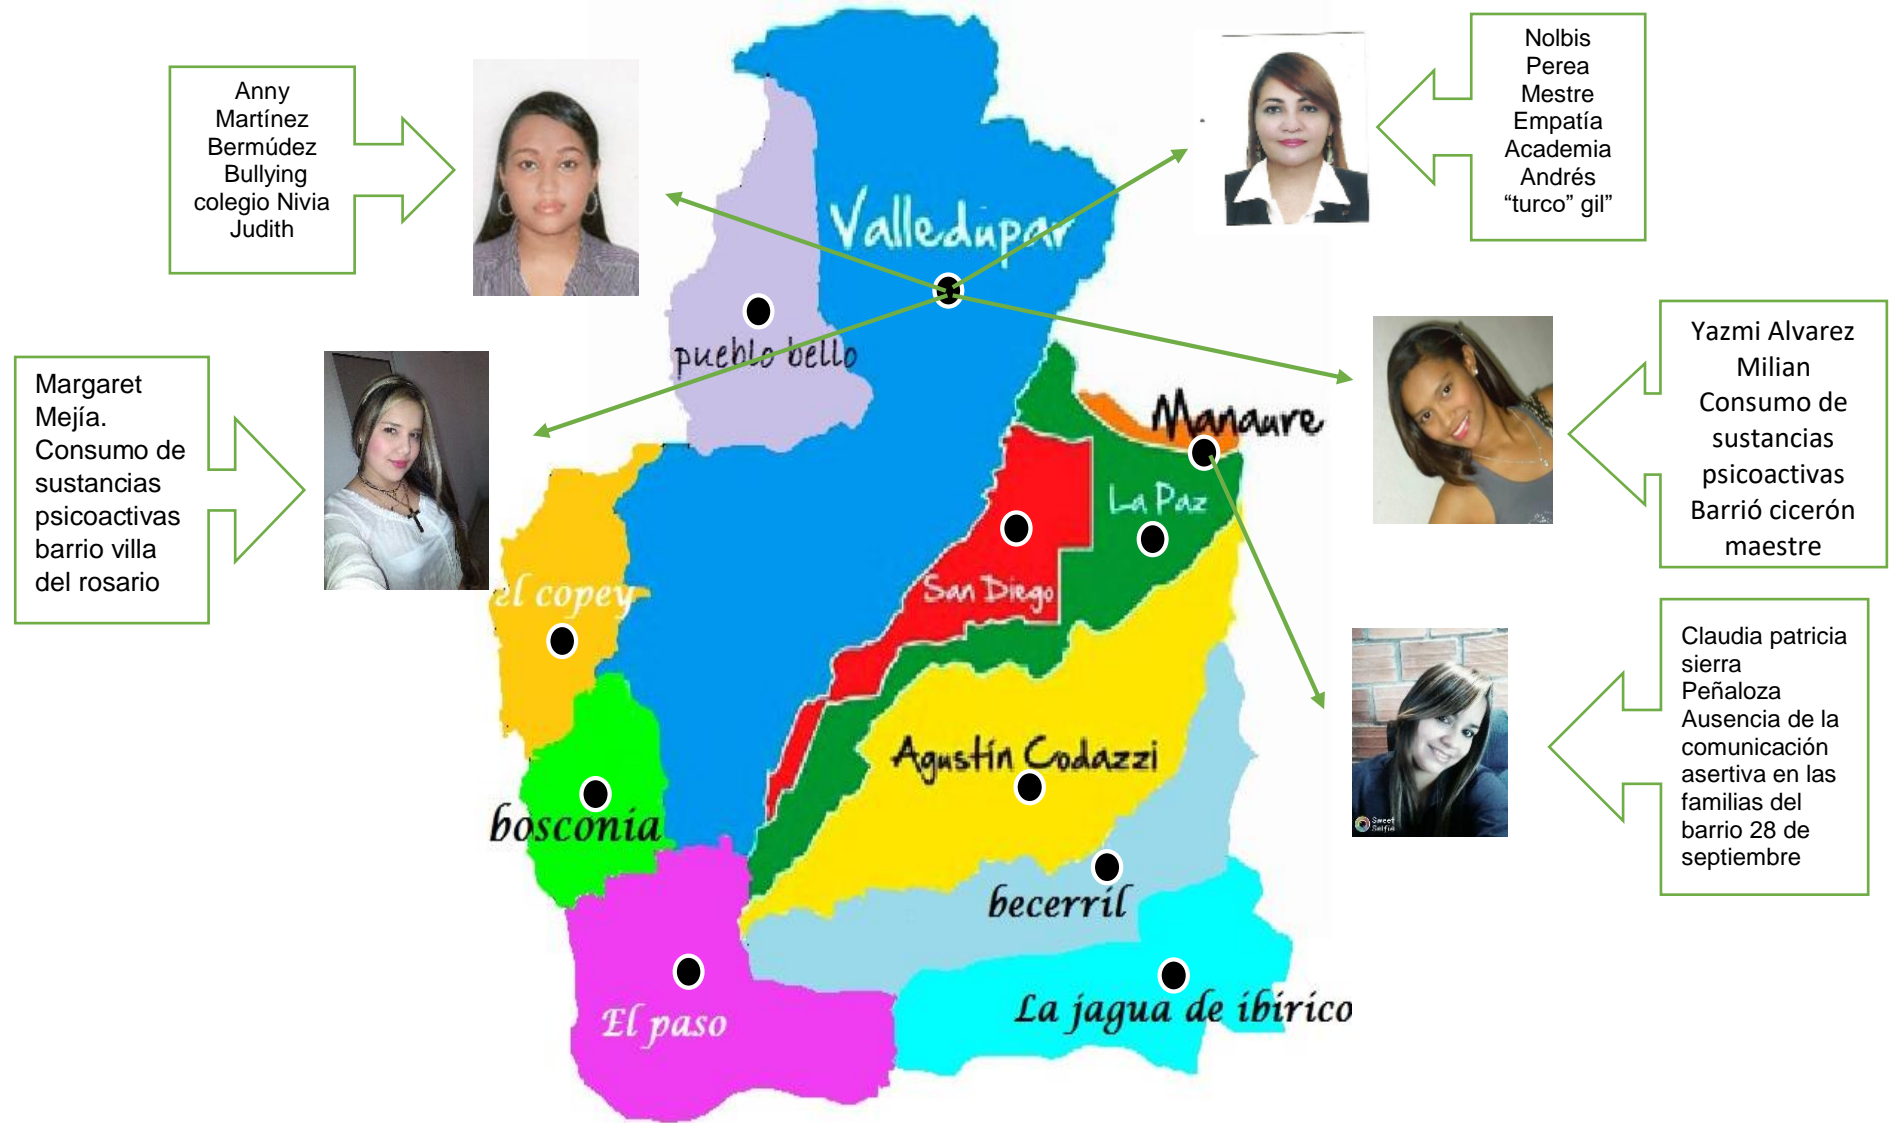 Anny
Martínez
Bermúdez
Bullying
colegio Nivia
Judith
Nolbis
Perea
Mestre
Empatía
Academia
Andrés
“turco” gil”
Valledupar
pueblo bello
Margaret
Mejía.
Consumo de
sustancias
psicoactivas
barrio villa
del rosario
Yazmi Alvarez
Milian
Consumo de
sustancias
psicoactivas
Barrió cicerón
maestre
Manaure
La Paz
San Diego
el copey
Agustín Codazzi
bosconia
becerril
La jagua de ibirico
El paso
Claudia patricia
sierra
Peñaloza
Ausencia de la
comunicación
asertiva en las
familias del
barrio 28 de
septiembre
Sweet
Selfie